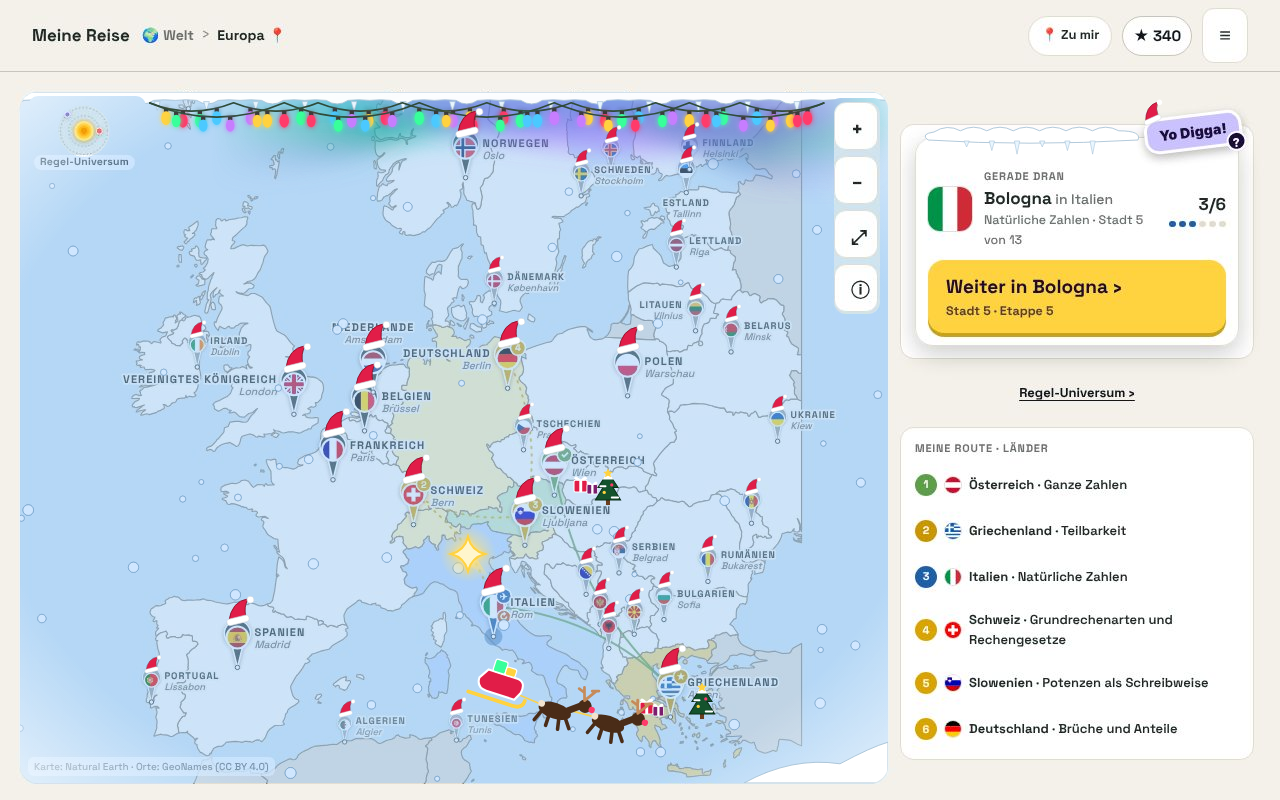 Meine Reise
🌍 Welt > Europa 📍
📍 Zu mir
★ 340
≡
Regel-Universum
NORWEGEN
Oslo
SCHWEDEN
Stockholm
FINNLAND
Helsinki
ESTLAND
Tallinn
LETTLAND
Riga
DÄNEMARK
København
LITAUEN
Vilnius
BELARUS
Minsk
IRLAND
Dublin
NIEDERLANDE
Amsterdam
DEUTSCHLAND
Berlin
POLEN
Warschau
VEREINIGTES KÖNIGREICH
London
BELGIEN
Brüssel
UKRAINE
Kiew
TSCHECHIEN
FRANKREICH
Paris
ÖSTERREICH
Wien
SCHWEIZ
Bern
SLOWENIEN
Ljubljana
SERBIEN
Belgrad
RUMÄNIEN
Bukarest
BULGARIEN
Sofia
ITALIEN
Rom
SPANIEN
Madrid
PORTUGAL
Lissabon
GRIECHENLAND
ALGERIEN
Algier
TUNESIEN
Tunis
Karte: Natural Earth · Orte: GeoNames (CC BY 4.0)
+
−
Yo Digga!
?
GERADE DRAN
Bologna in Italien
Natürliche Zahlen · Stadt 5
von 13
3/6
Weiter in Bologna >
Stadt 5 · Etappe 5
Regel-Universum >
MEINE ROUTE · LÄNDER
1 Österreich · Ganze Zahlen
2 Griechenland · Teilbarkeit
3 Italien · Natürliche Zahlen
4 Schweiz · Grundrechenarten und
Rechengesetze
5 Slowenien · Potenzen als Schreibweise
6 Deutschland · Brüche und Anteile